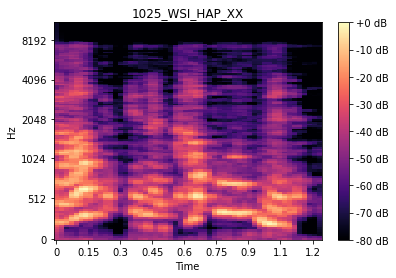 1025_WSI_HAP_XX
+0 dB
8192
-10 dB
4096
-20 dB
-30 dB
2048
Hz
-40 dB
1024
-50 dB
512
-60 dB
-70 dB
0
-80 dB
0 0.15 0.3 0.45 0.6 0.75 0.9 1.1 1.2
Time